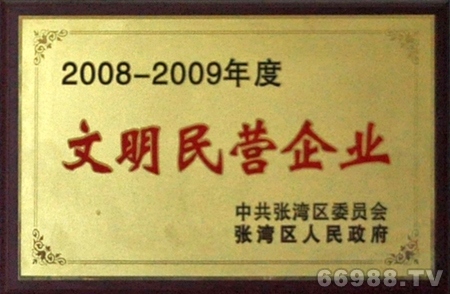 2008-2009年度
文明民营企业
中共张湾区委员会
张湾区人民政府
66988.TV